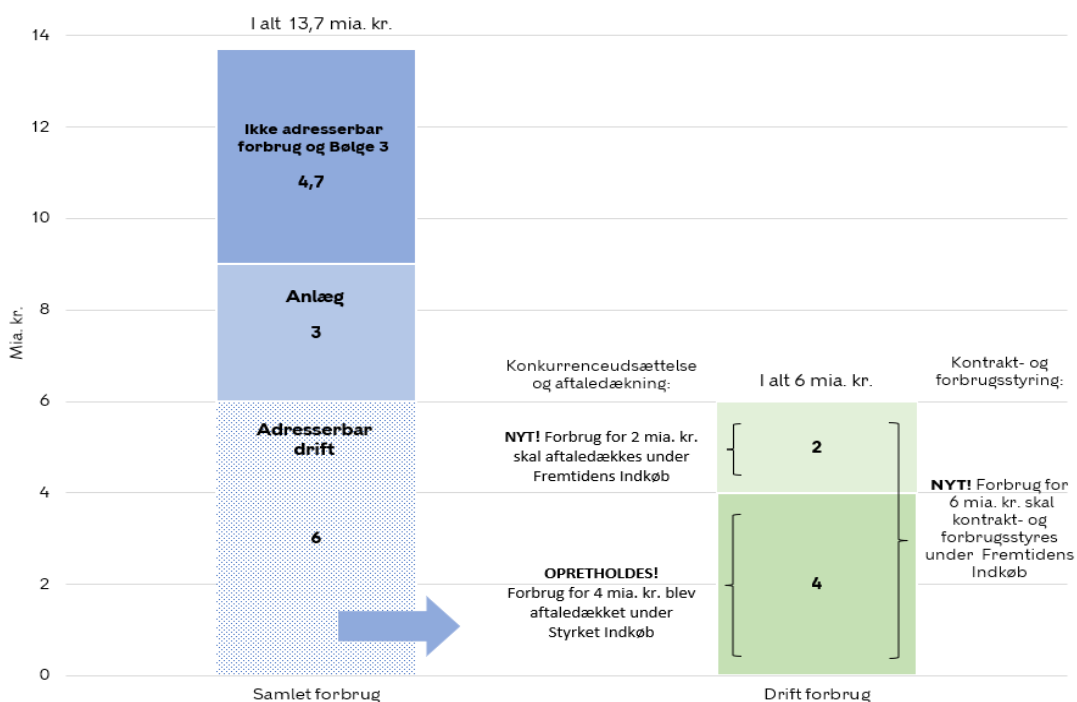 I alt 13,7 mia. kr.
14
12
10
8
6
4
2
0
Mia. kr.
Ikke adresserbar
forbrug og Bølge 3
4,7
Anlæg
3
Adresserbar
drift
6
Samlet forbrug
Konkurrenceudsættelse
og aftaledækning:
NYT! Forbrug for 2 mia. kr.
skal aftaledækkes under
Fremtidens Indkøb
OPRETHOLDES!
Forbrug for 4 mia. kr. blev
aftaledækket under
Styrket Indkøb
I alt 6 mia. kr.
2
4
Drift forbrug
Kontrakt- og
forbrugsstyring:
NYT! Forbrug for
6 mia. kr. skal
kontrakt- og
forbrugsstyres
under Fremtidens
Indkøb